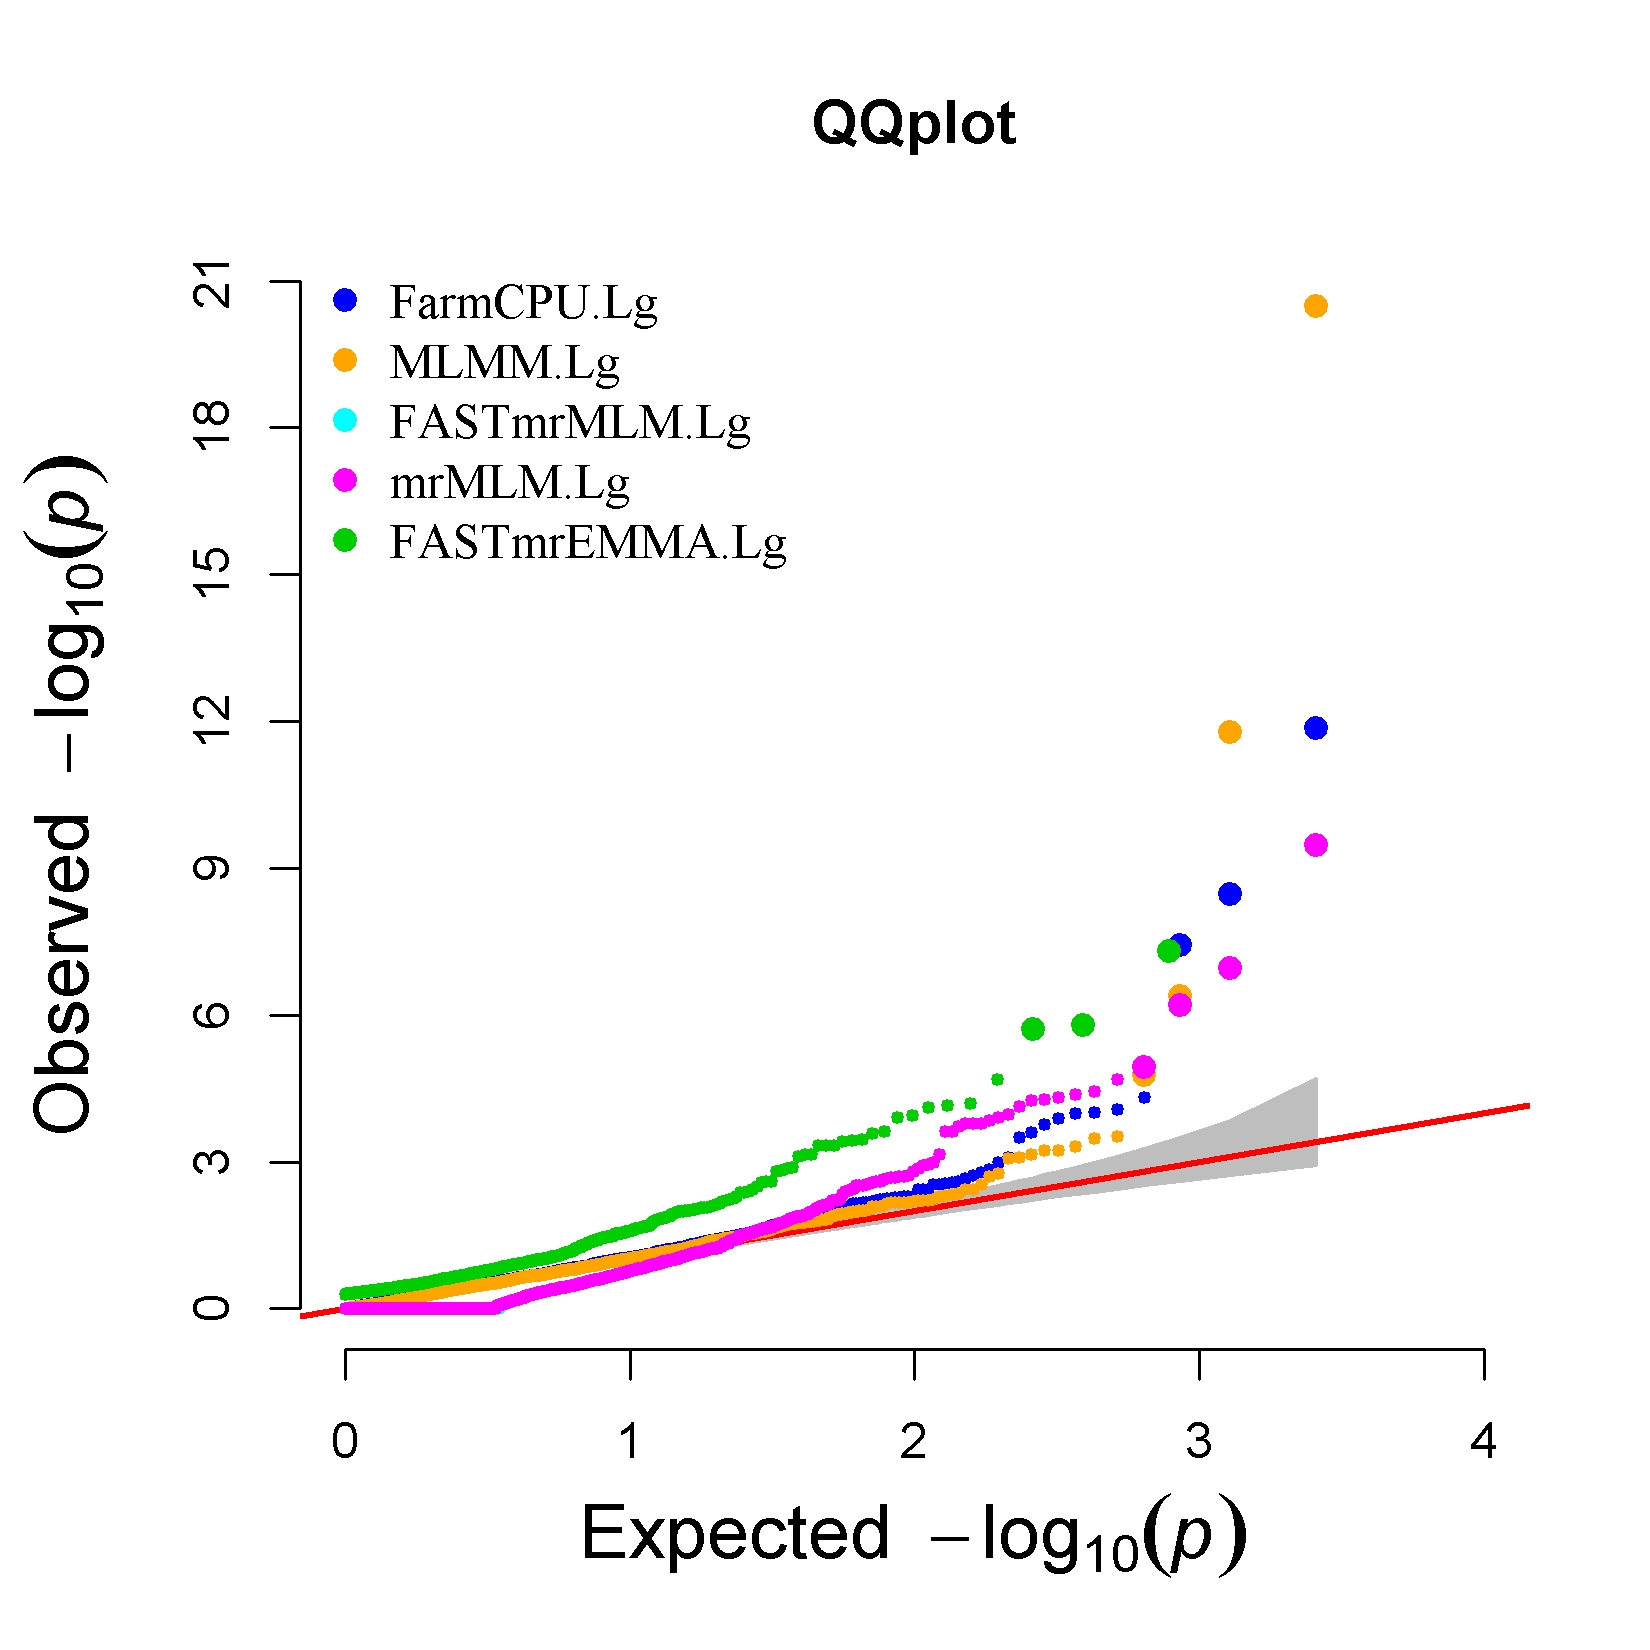 QQplot
FarmCPU.Lg
MLMM.Lg
FASTmrMLM.Lg
mrMLM.Lg
FASTmrEMMA.Lg
Observed −log₁₀(p)
21
18
15
12
9
6
3
0
0 1 2 3 4
Expected −log₁₀(p)